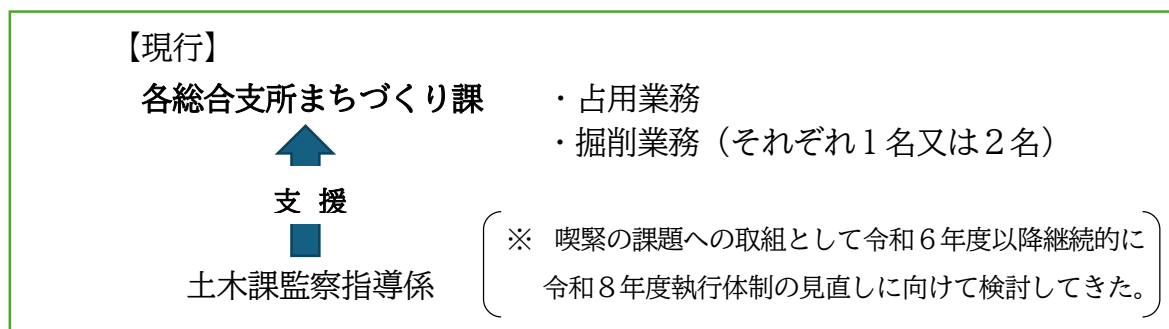 【現行】
各総合支所まちづくり課 ・占用業務
・掘削業務（それぞれ１名又は２名）
支 援
※ 喫緊の課題への取組として令和６年度以降継続的に
令和８年度執行体制の見直しに向けて検討してきた。
土木課監察指導係